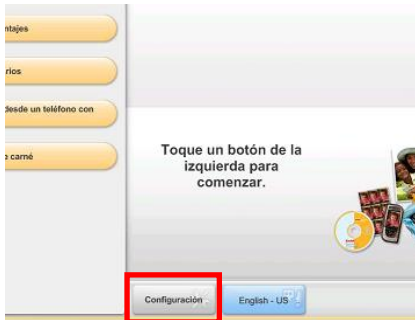 ntajes
rios
desde un teléfono con
carné
Toque un botón de la
izquierda para
comenzar.
Configuración
English - US